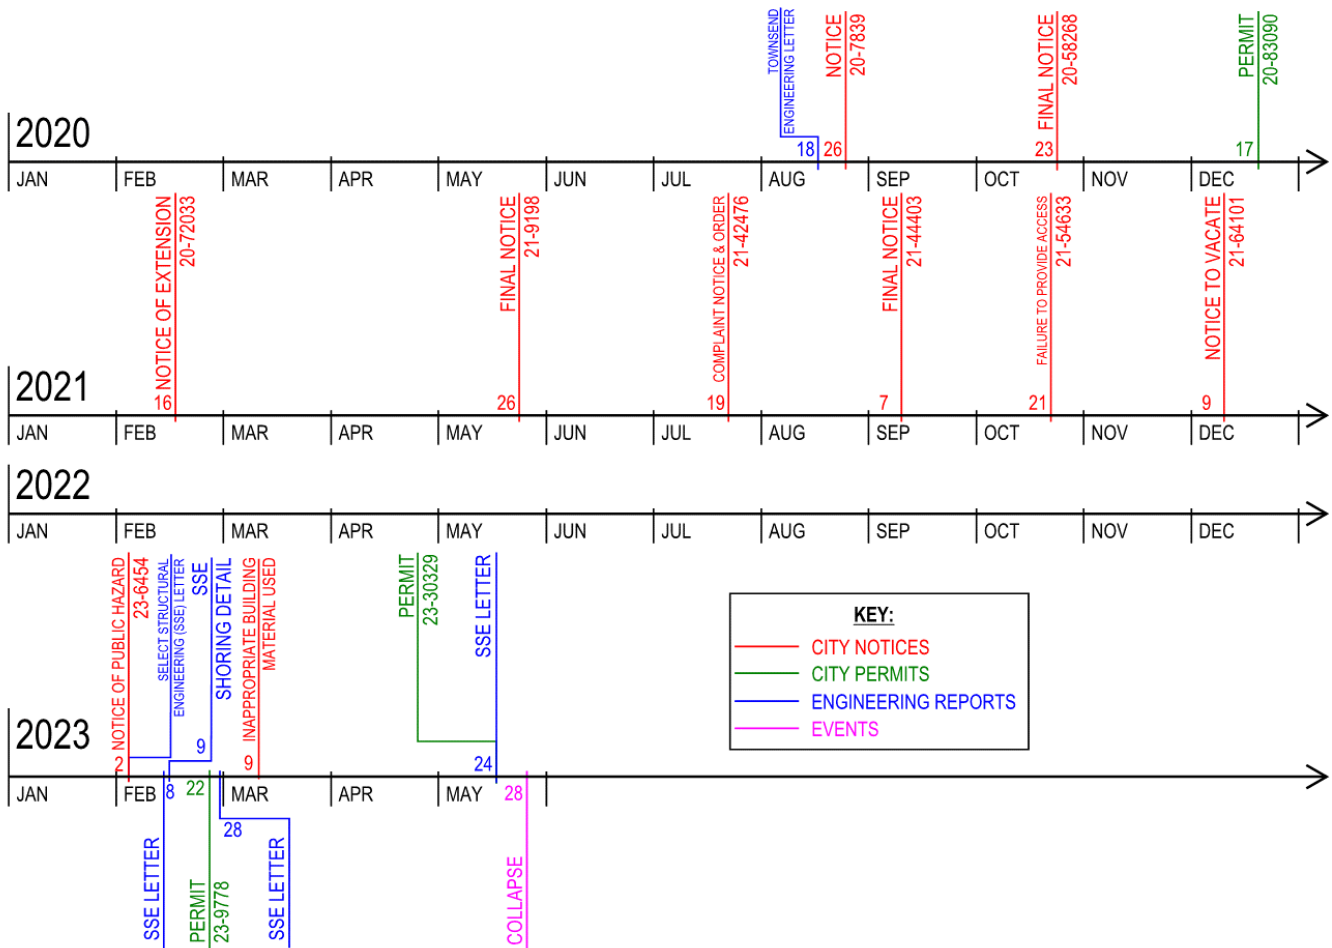 TOWNSEND
ENGINEERING LETTER
18
NOTICE
20-7839
26
FINAL NOTICE
20-58268
23
PERMIT
20-83090
17
2020
JAN
FEB
MAR
APR
MAY
JUN
JUL
AUG
SEP
OCT
NOV
DEC
NOTICE OF EXTENSION
20-72033
16
FINAL NOTICE
21-9198
26
COMPLAINT NOTICE & ORDER
21-42476
19
FINAL NOTICE
21-44403
7
FAILURE TO PROVIDE ACCESS
21-54633
21
NOTICE TO VACATE
21-64101
9
2021
JAN
FEB
MAR
APR
MAY
JUN
JUL
AUG
SEP
OCT
NOV
DEC
2022
JAN
FEB
MAR
APR
MAY
JUN
JUL
AUG
SEP
OCT
NOV
DEC
NOTICE OF PUBLIC HAZARD
23-6454
2
SELECT STRUCTURAL
ENGINEERING (SSE) LETTER
SSE
SHORING DETAIL
9
INAPPROPRIATE BUILDING
MATERIAL USED
9
PERMIT
23-30329
SSE LETTER
24
KEY:
CITY NOTICES
CITY PERMITS
ENGINEERING REPORTS
EVENTS
2023
JAN
FEB
MAR
APR
MAY
8
22
28
28
SSE LETTER
PERMIT
23-9778
SSE LETTER
COLLAPSE